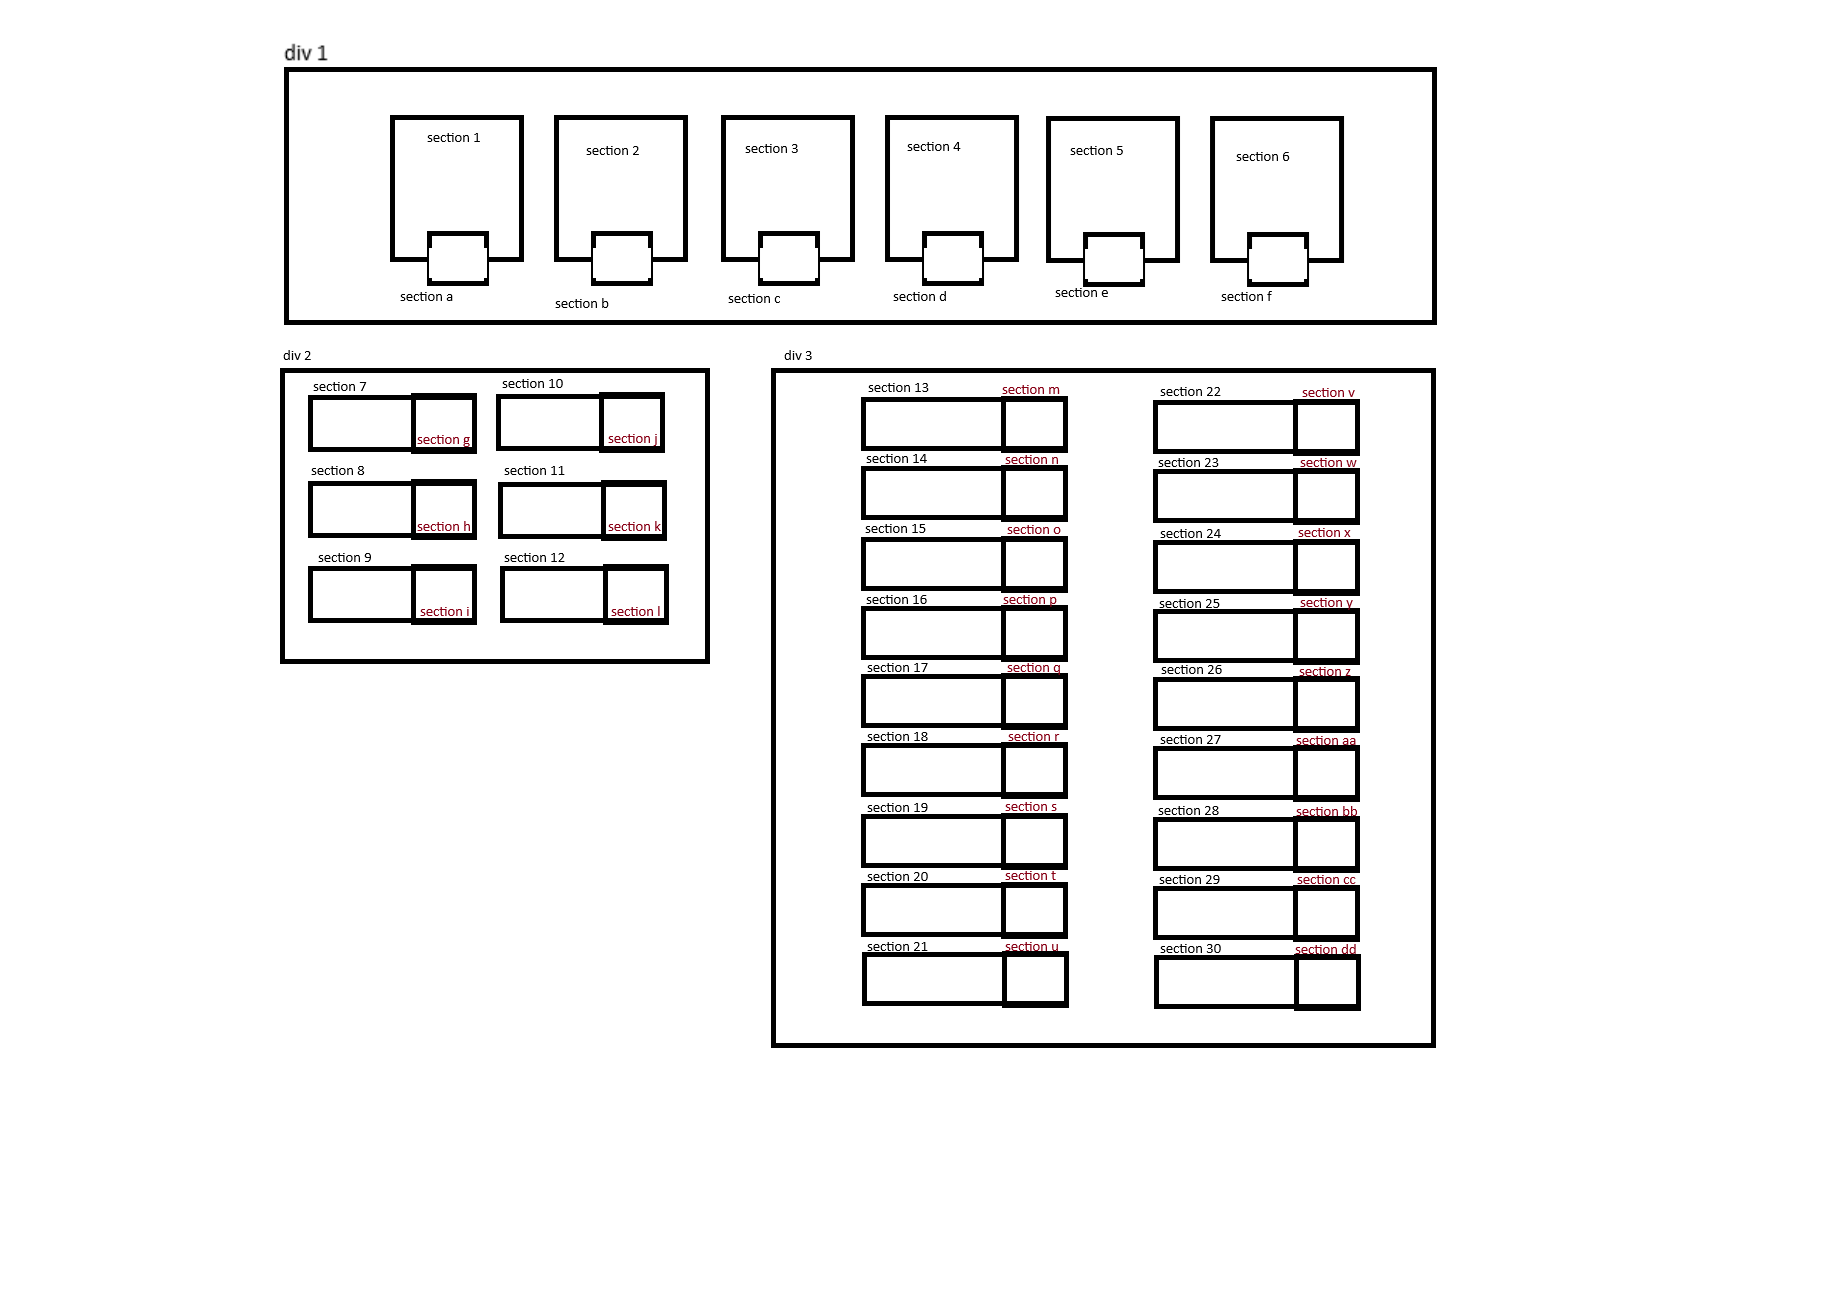 div 1
section 1
section 2
section 3
section 4
section 5
section 6
section a
section b
section c
section d
section e
section f
div 2
section 7
section 10
section g
section j
section 8
section 11
section h
section k
section 9
section 12
section i
section l
div 3
section 13
section m
section 22
section v
section 14
section n
section 23
section w
section 15
section o
section 24
section x
section 16
section p
section 25
section y
section 17
section q
section 26
section z
section 18
section r
section 27
section aa
section 19
section s
section 28
section bb
section 20
section t
section 29
section cc
section 21
section u
section 30
section dd